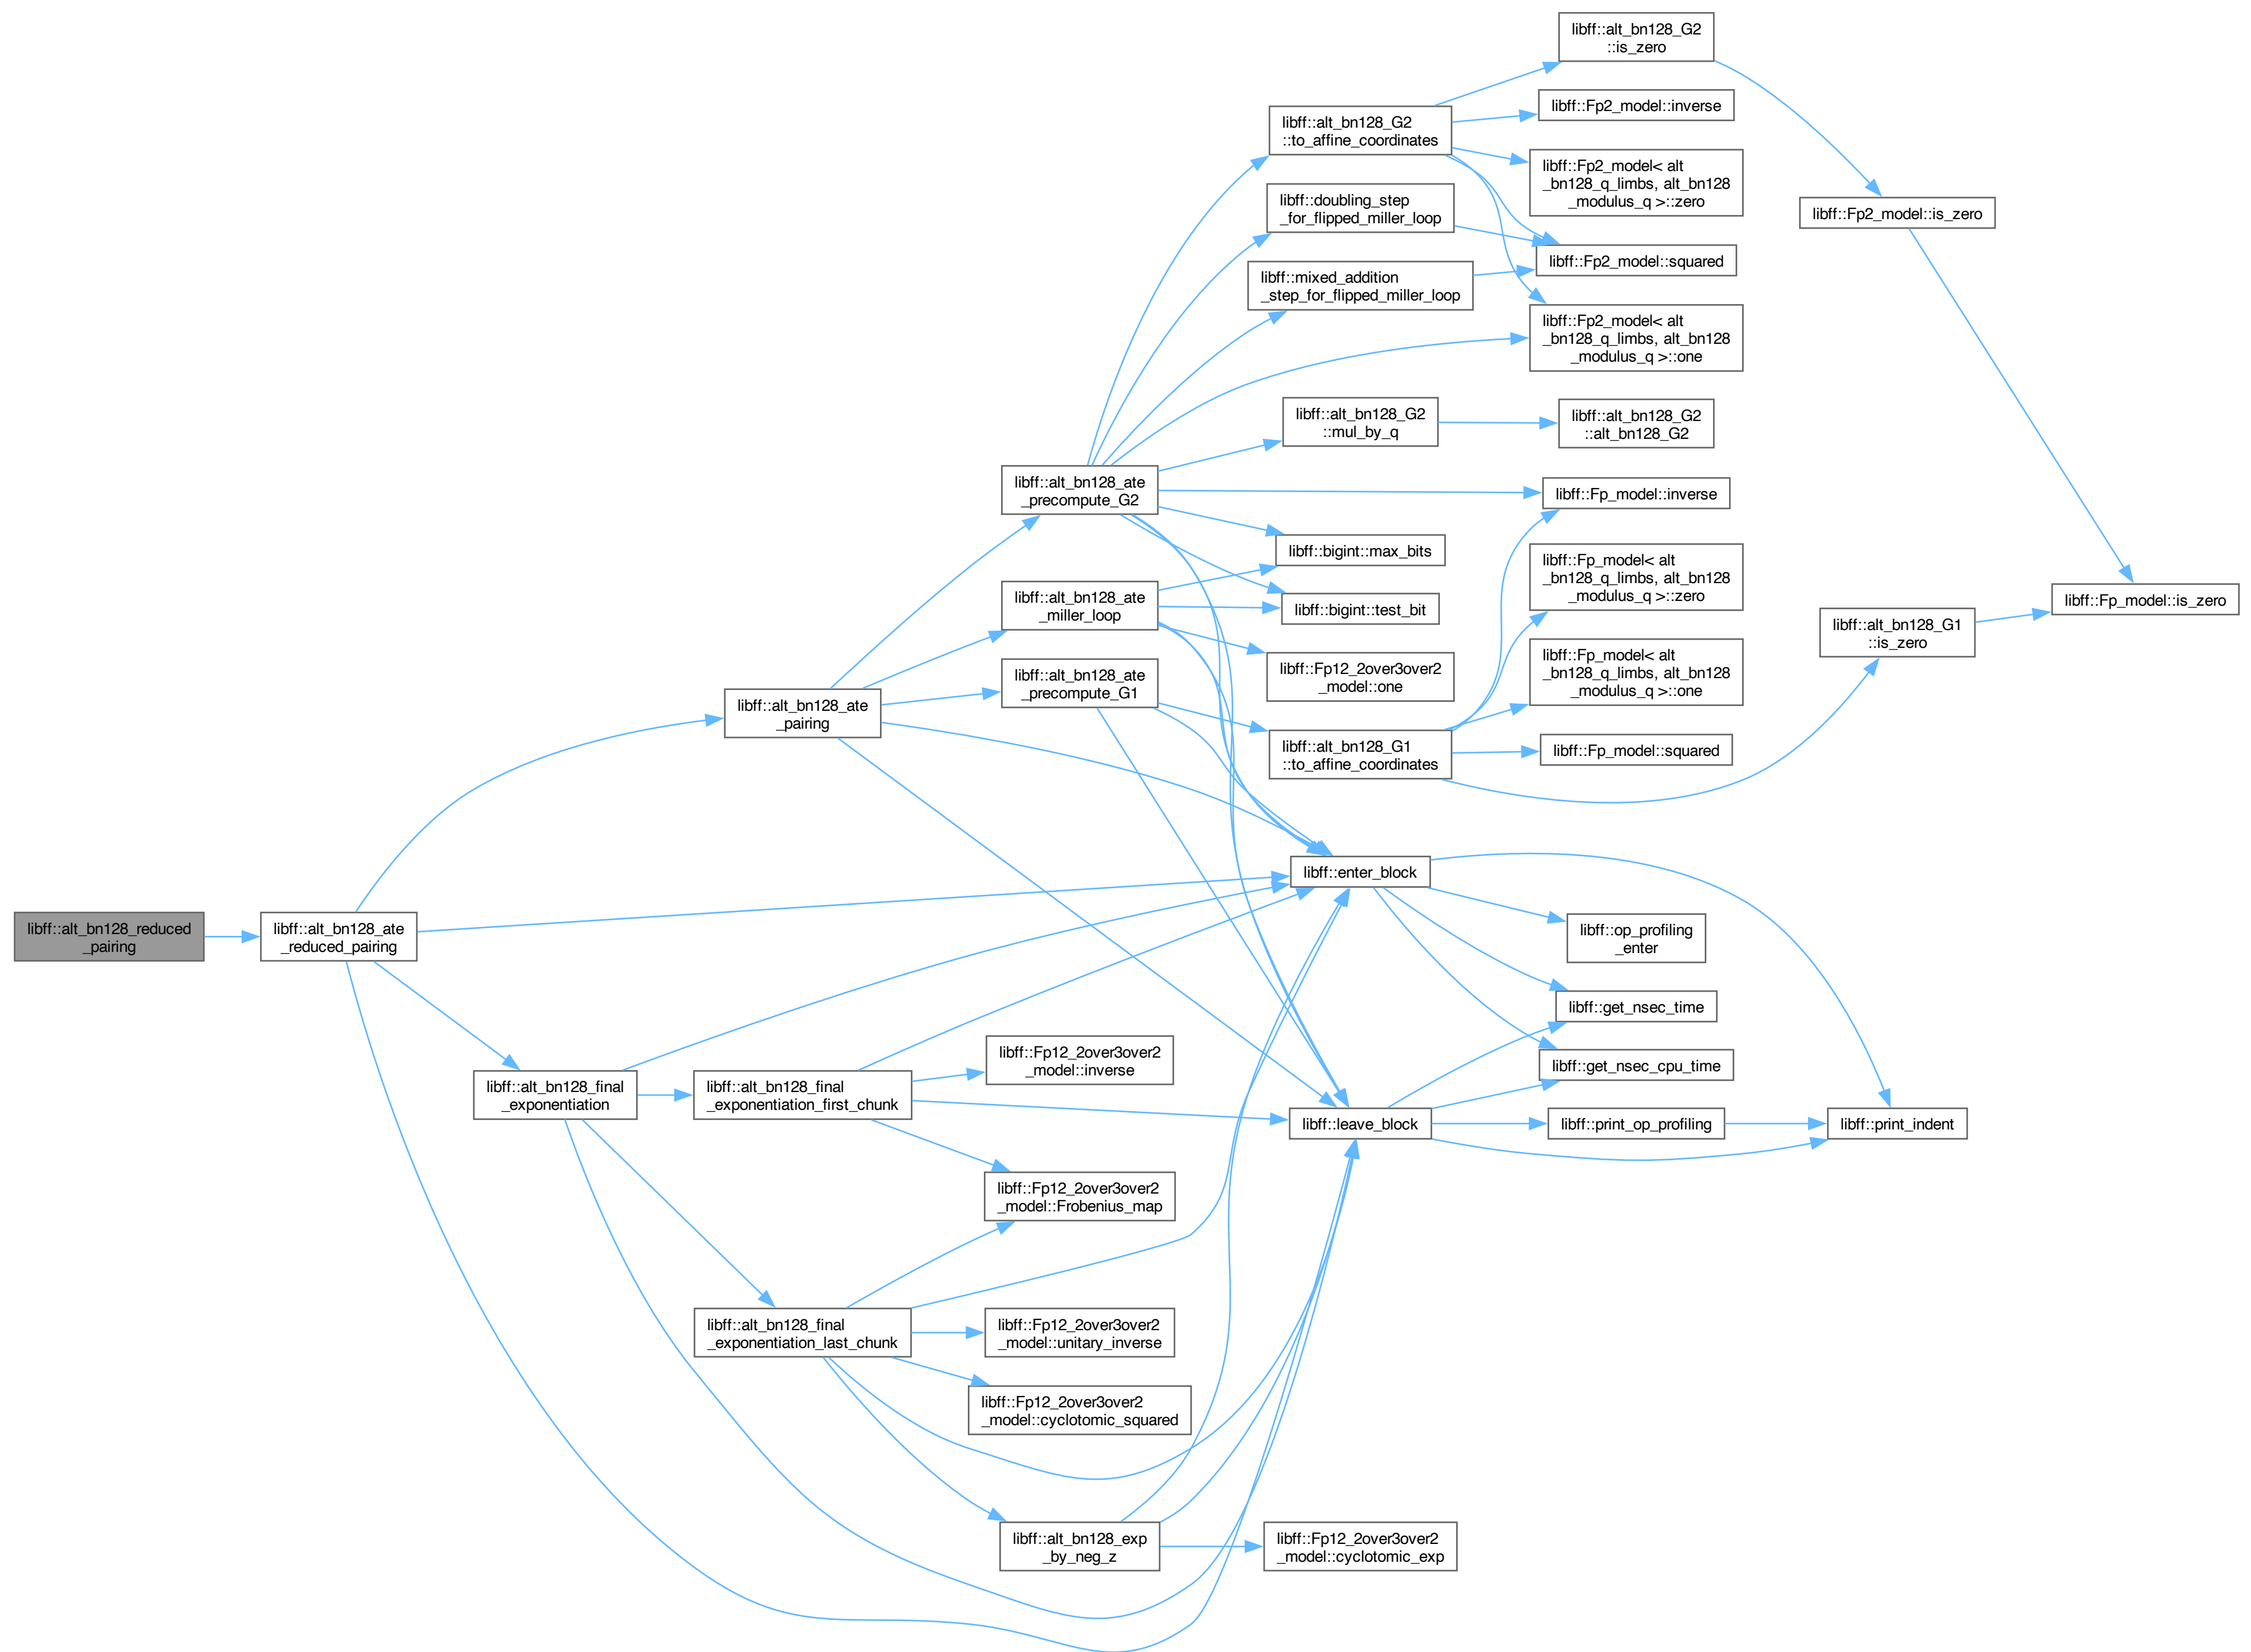 libff::alt_bn128_G2
::is_zero
libff::Fp2_model::inverse
libff::alt_bn128_G2
::to_affine_coordinates
libff::Fp2_model< alt
_bn128_q_limbs, alt_bn128
_modulus_q >::zero
libff::doubling_step
_for_flipped_miller_loop
libff::Fp2_model::is_zero
libff::Fp2_model::squared
libff::mixed_addition
_step_for_flipped_miller_loop
libff::Fp2_model< alt
_bn128_q_limbs, alt_bn128
_modulus_q >::one
libff::alt_bn128_G2
::mul_by_q
libff::alt_bn128_G2
::alt_bn128_G2
libff::alt_bn128_ate
_precompute_G2
libff::Fp_model::inverse
libff::bigint::max_bits
libff::Fp_model< alt
_bn128_q_limbs, alt_bn128
_modulus_q >::zero
libff::alt_bn128_ate
_miller_loop
libff::bigint::test_bit
libff::Fp_model::is_zero
libff::alt_bn128_G1
::is_zero
libff::Fp12_2over3over2
_model::one
libff::Fp_model< alt
_bn128_q_limbs, alt_bn128
_modulus_q >::one
libff::alt_bn128_ate
_precompute_G1
libff::alt_bn128_ate
_pairing
libff::alt_bn128_G1
::to_affine_coordinates
libff::Fp_model::squared
libff::enter_block
libff::alt_bn128_reduced
_pairing
libff::alt_bn128_ate
_reduced_pairing
libff::op_profiling
_enter
libff::get_nsec_time
libff::Fp12_2over3over2
_model::inverse
libff::get_nsec_cpu_time
libff::alt_bn128_final
_exponentiation
libff::alt_bn128_final
_exponentiation_first_chunk
libff::leave_block
libff::print_op_profiling
libff::print_indent
libff::Fp12_2over3over2
_model::Frobenius_map
libff::alt_bn128_final
_exponentiation_last_chunk
libff::Fp12_2over3over2
_model::unitary_inverse
libff::Fp12_2over3over2
_model::cyclotomic_squared
libff::alt_bn128_exp
_by_neg_z
libff::Fp12_2over3over2
_model::cyclotomic_exp